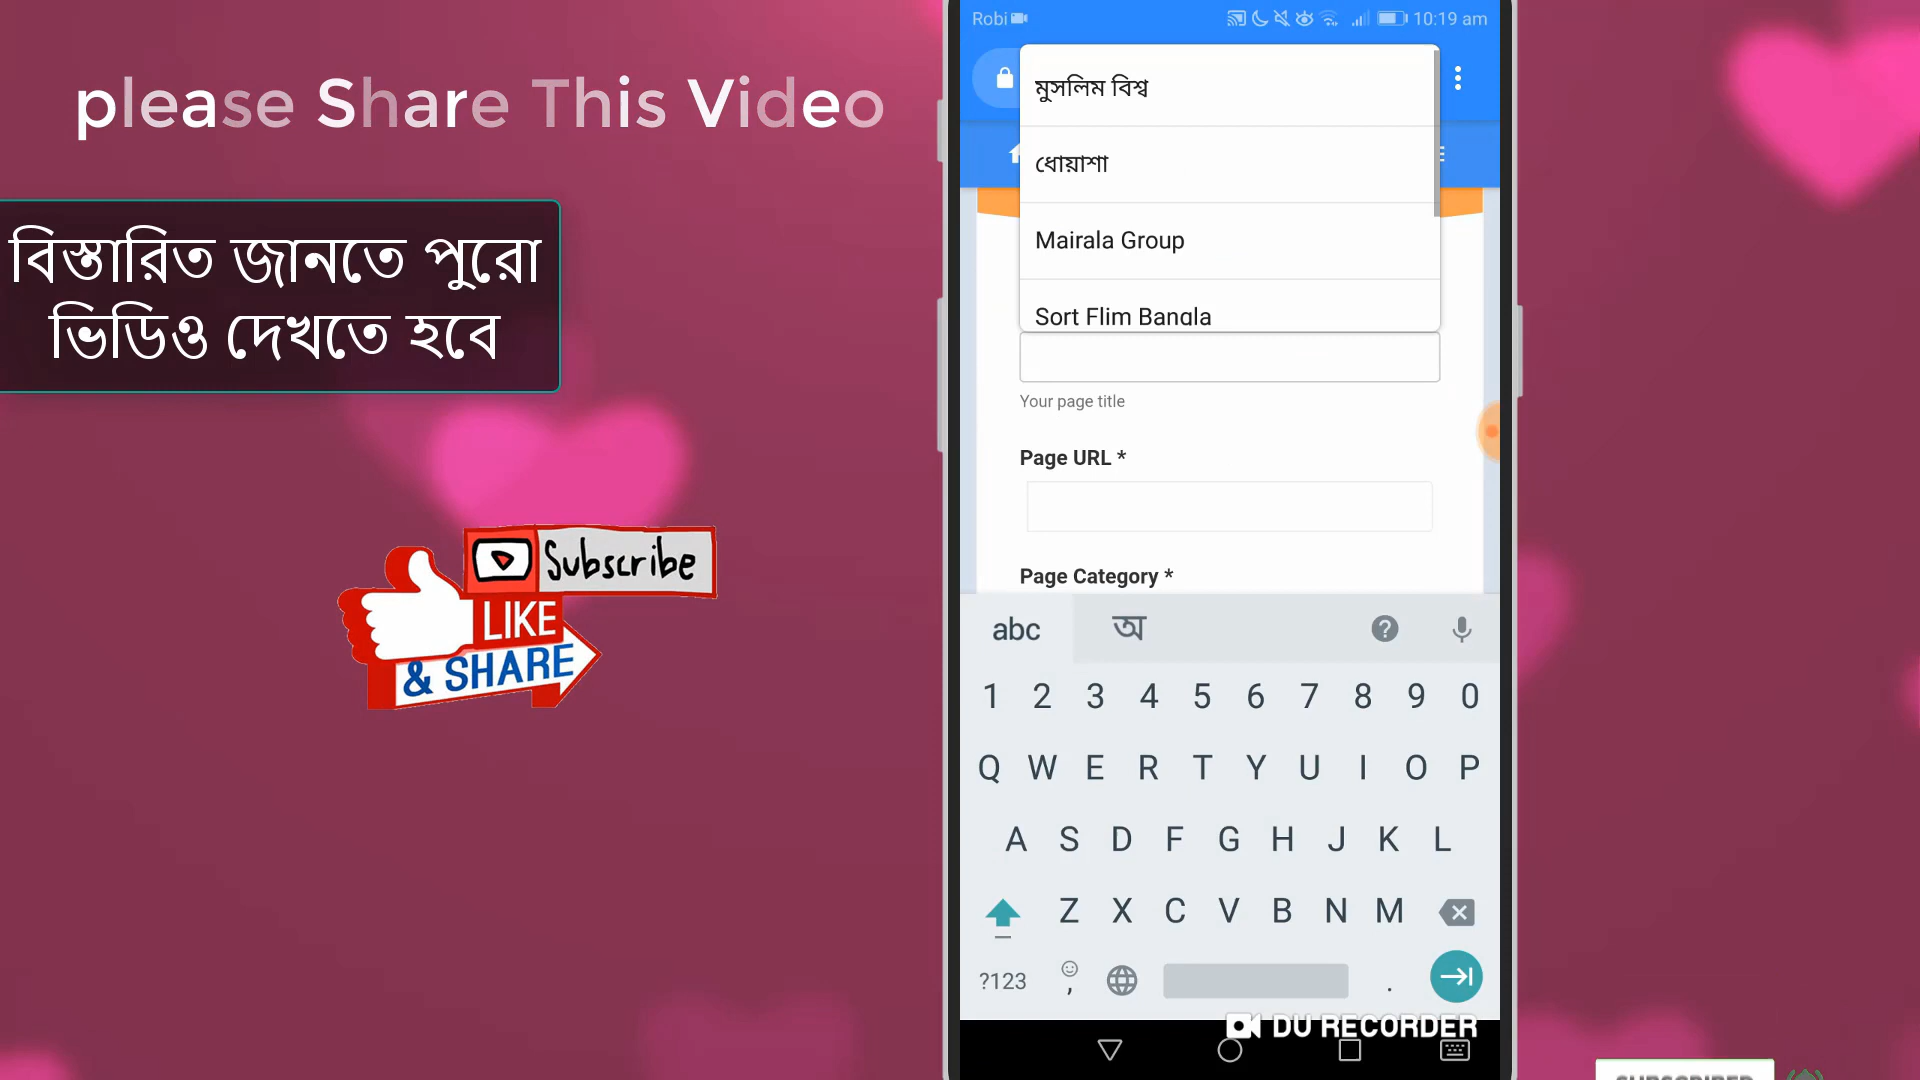 please Share This Video
বিস্তারিত জানতে পুরো
ভিডিও দেখতে হবে
Subscribe
LIKE
& SHARE
Robi
10:19 am
মুসলিম বিশ্ব
ধোয়াশা
Mairala Group
Sort Flim Bangla
Your page title
Page URL *
Page Category *
abc অ
1 2 3 4 5 6 7 8 9 0
Q W E R T Y U I O P
A S D F G H J K L
Z X C V B N M
?123 , .
DU RECORDER
SUBSCRIBED